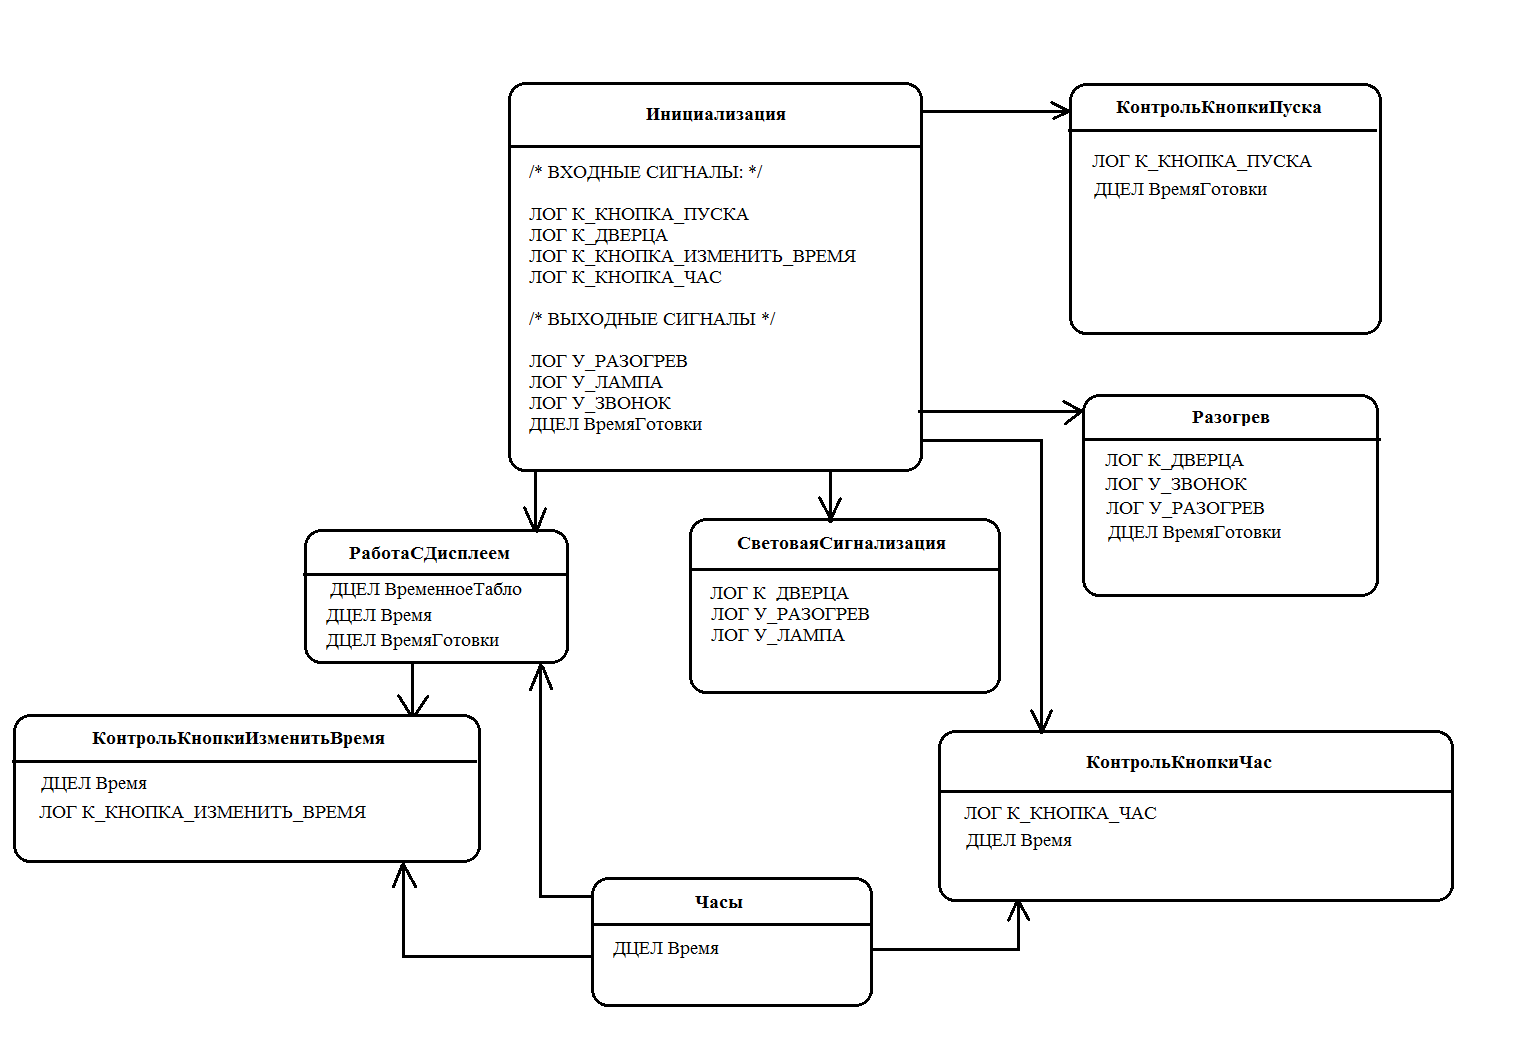 Инициализация
/* ВХОДНЫЕ СИГНАЛЫ: */
ЛОГ К_КНОПКА_ПУСКА
ЛОГ К_ДВЕРЦА
ЛОГ К_КНОПКА_ИЗМЕНИТЬ_ВРЕМЯ
ЛОГ К_КНОПКА_ЧАС
/* ВЫХОДНЫЕ СИГНАЛЫ */
ЛОГ У_РАЗОГРЕВ
ЛОГ У_ЛАМПА
ЛОГ У_ЗВОНОК
ДЦЕЛ ВремяГотовки
КонтрольКнопкиПуска
ЛОГ К_КНОПКА_ПУСКА
ДЦЕЛ ВремяГотовки
Разогрев
ЛОГ К_ДВЕРЦА
ЛОГ У_ЗВОНОК
ЛОГ У_РАЗОГРЕВ
ДЦЕЛ ВремяГотовки
РаботаСДисплеем
ДЦЕЛ ВременноеТабло
ДЦЕЛ Время
ДЦЕЛ ВремяГотовки
СветоваяСигнализация
ЛОГ К_ДВЕРЦА
ЛОГ У_РАЗОГРЕВ
ЛОГ У_ЛАМПА
КонтрольКнопкиИзменитьВремя
ДЦЕЛ Время
ЛОГ К_КНОПКА_ИЗМЕНИТЬ_ВРЕМЯ
КонтрольКнопкиЧас
ЛОГ К_КНОПКА_ЧАС
ДЦЕЛ Время
Часы
ДЦЕЛ Время